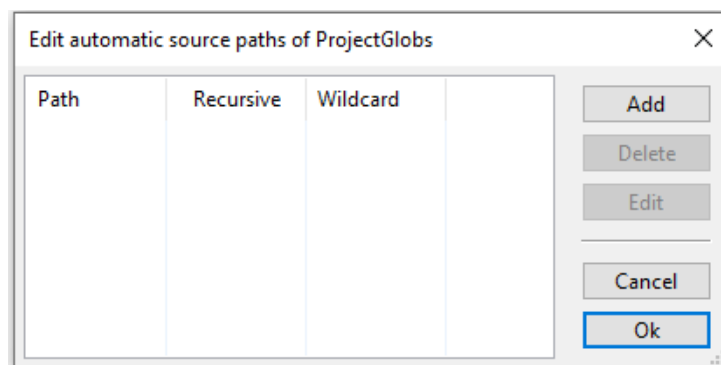 Edit automatic source paths of ProjectGlobs
Path Recursive Wildcard
Add
Delete
Edit
Cancel
Ok